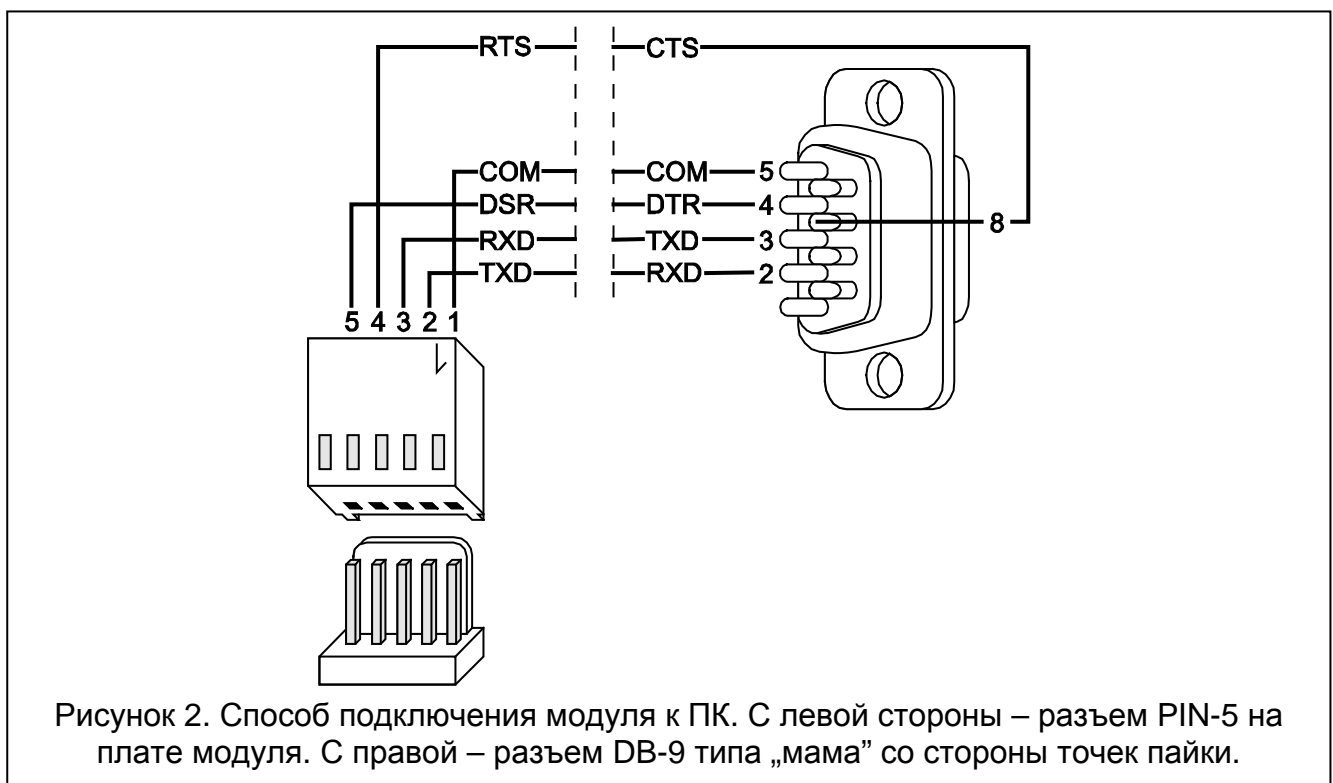 RTS CTS
COM COM 5
DSR DTR 4
8
RXD TXD 3
TXD RXD 2
5 4 3 2 1
Рисунок 2. Способ подключения модуля к ПК. С левой стороны – разъем PIN-5 на
плате модуля. С правой – разъем DB-9 типа „мама” со стороны точек пайки.